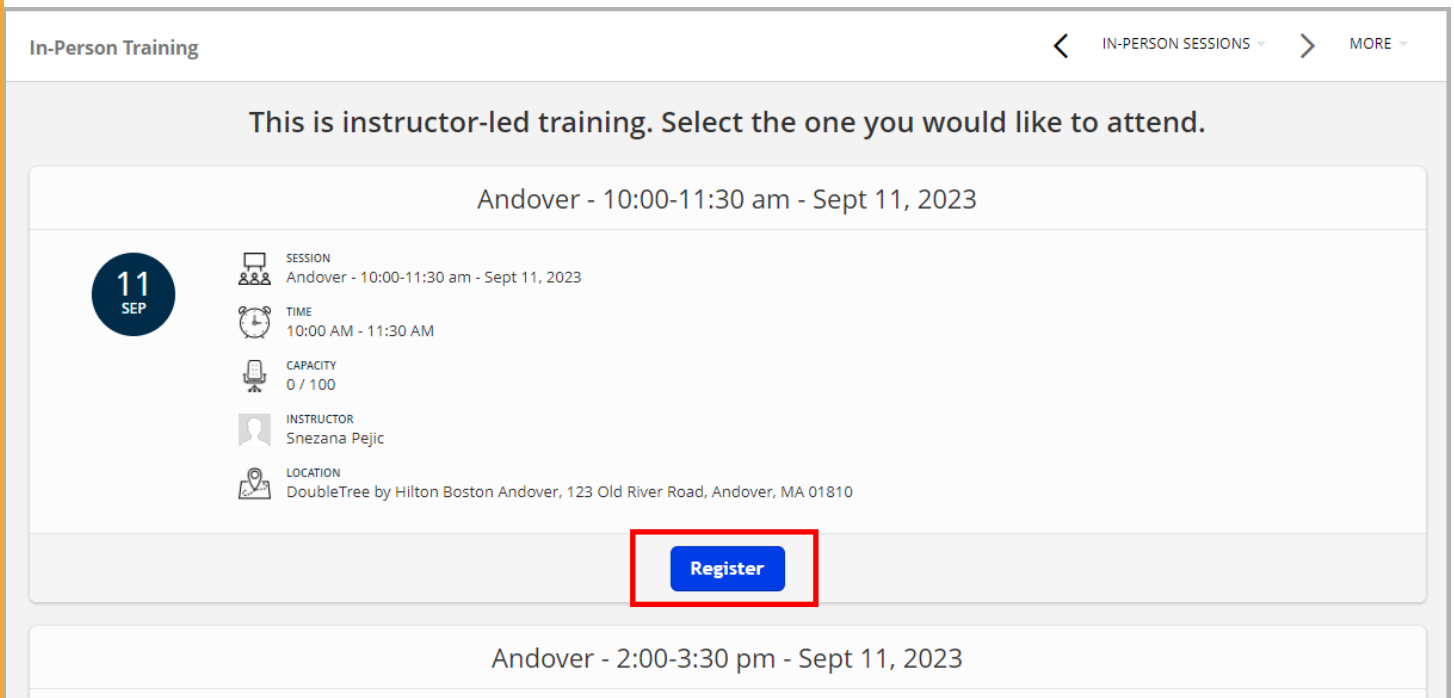 In-Person Training
IN-PERSON SESSIONS
MORE
This is instructor-led training. Select the one you would like to attend.
Andover - 10:00-11:30 am - Sept 11, 2023
11
SEP
SESSION
Andover - 10:00-11:30 am - Sept 11, 2023
TIME
10:00 AM - 11:30 AM
CAPACITY
0 / 100
INSTRUCTOR
Snezana Pejic
LOCATION
DoubleTree by Hilton Boston Andover, 123 Old River Road, Andover, MA 01810
Register
Andover - 2:00-3:30 pm - Sept 11, 2023